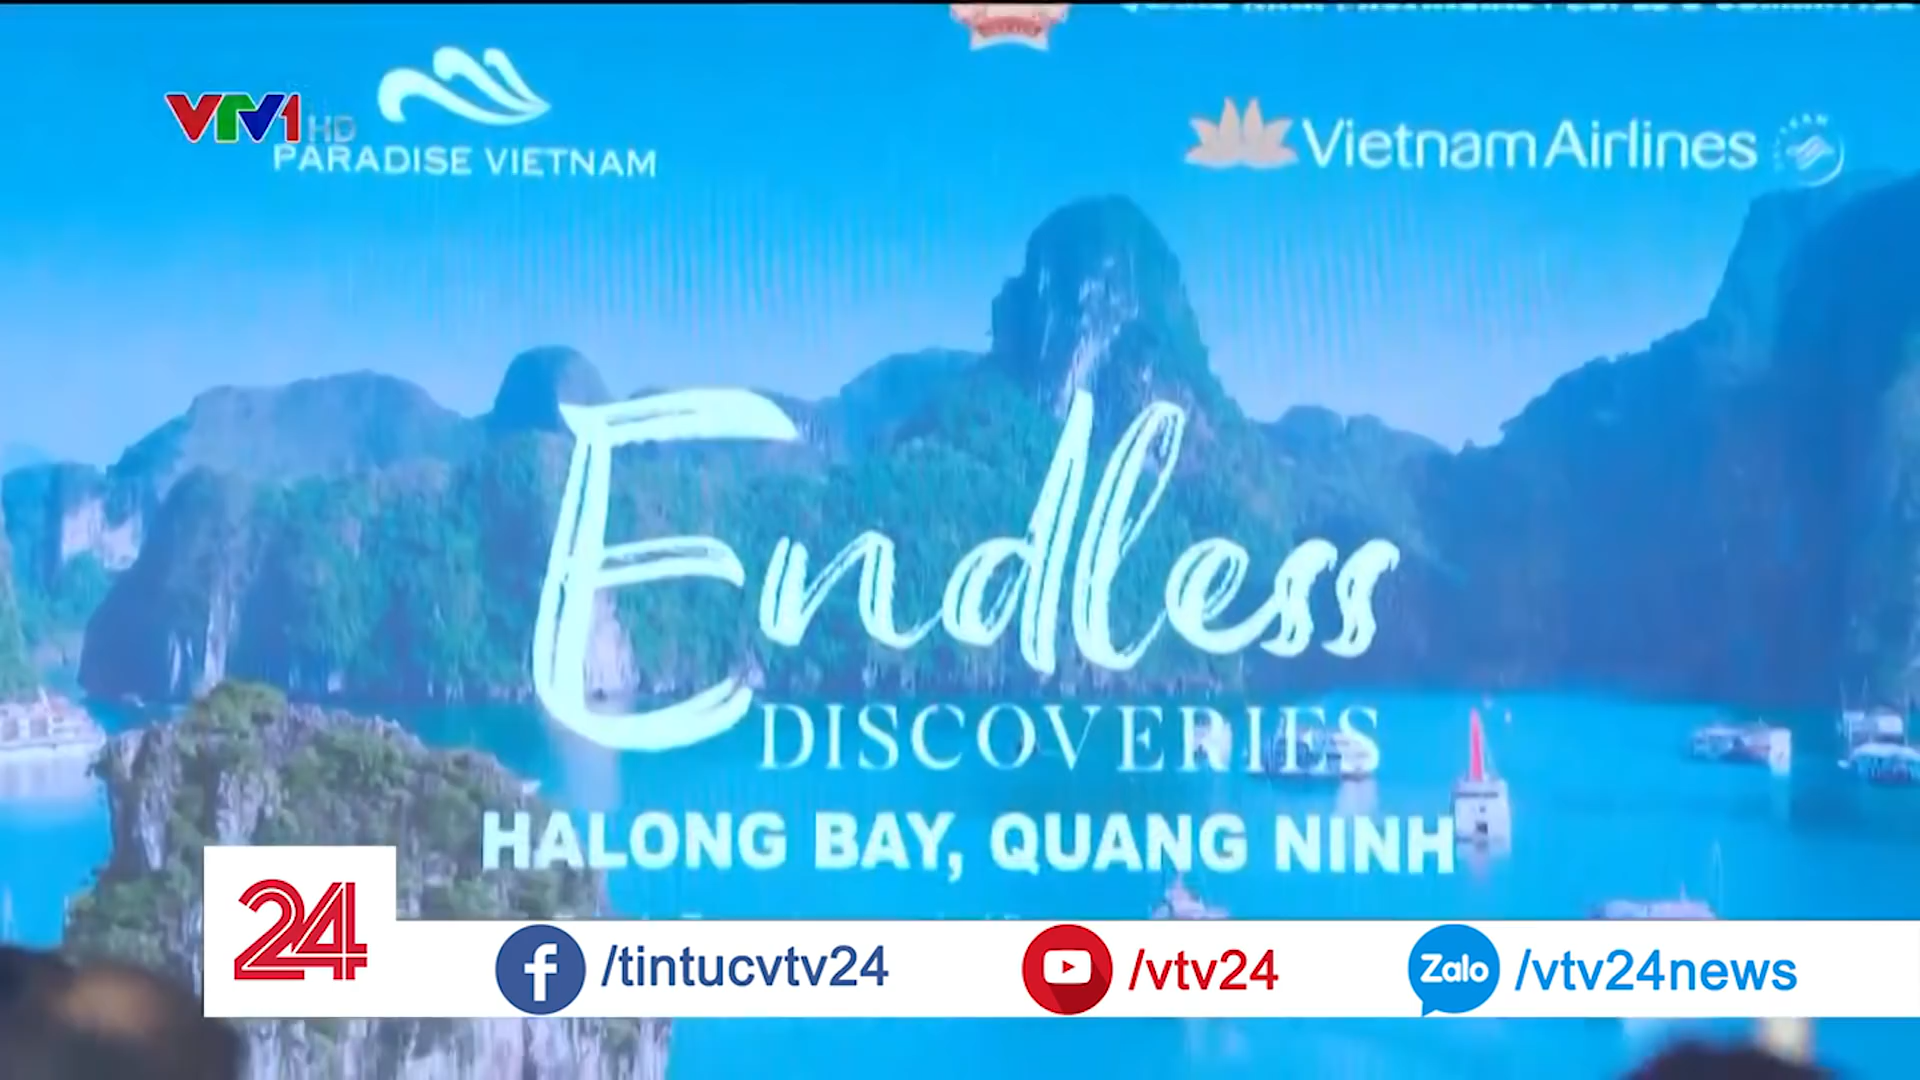 VTV1 HD
PARADISE VIETNAM
Vietnam Airlines
Endless
DISCOVERIES
HALONG BAY, QUANG NINH
24
/tintucvtv24
/vtv24
Zalo /vtv24news